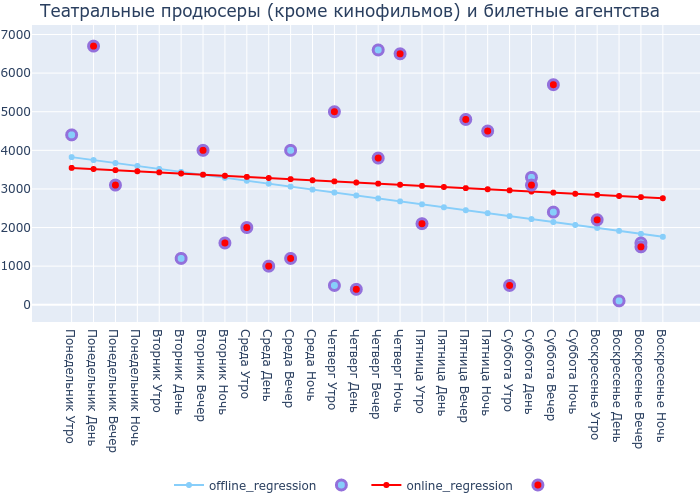 Театральные продюсеры (кроме кинофильмов) и билетные агентства
7000
6000
5000
4000
3000
2000
1000
0
Понедельник Утро
Понедельник День
Понедельник Вечер
Понедельник Ночь
Вторник Утро
Вторник День
Вторник Вечер
Вторник Ночь
Среда Утро
Среда День
Среда Вечер
Среда Ночь
Четверг Утро
Четверг День
Четверг Вечер
Четверг Ночь
Пятница Утро
Пятница День
Пятница Вечер
Пятница Ночь
Суббота Утро
Суббота День
Суббота Вечер
Суббота Ночь
Воскресенье Утро
Воскресенье День
Воскресенье Вечер
Воскресенье Ночь
offline_regression
online_regression